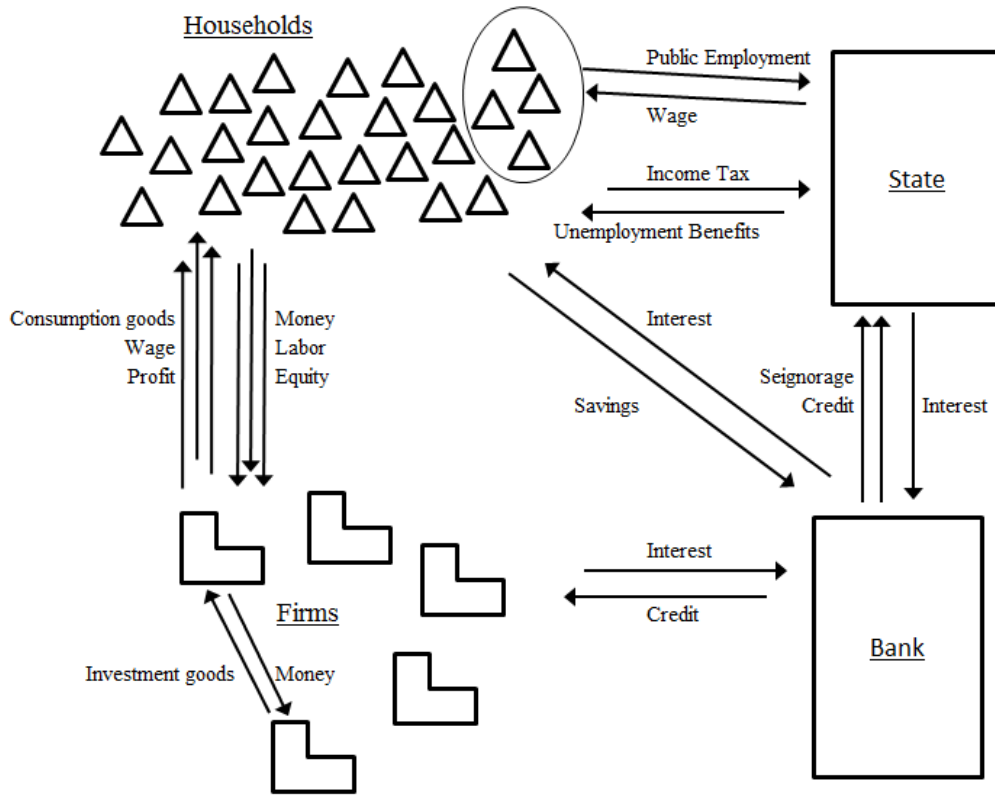 Households
Public Employment
Wage
State
Income Tax
Unemployment Benefits
Consumption goods
Wage
Profit
Money
Labor
Equity
Interest
Savings
Seignorage
Credit
Interest
Interest
Credit
Firms
Bank
Investment goods
Money